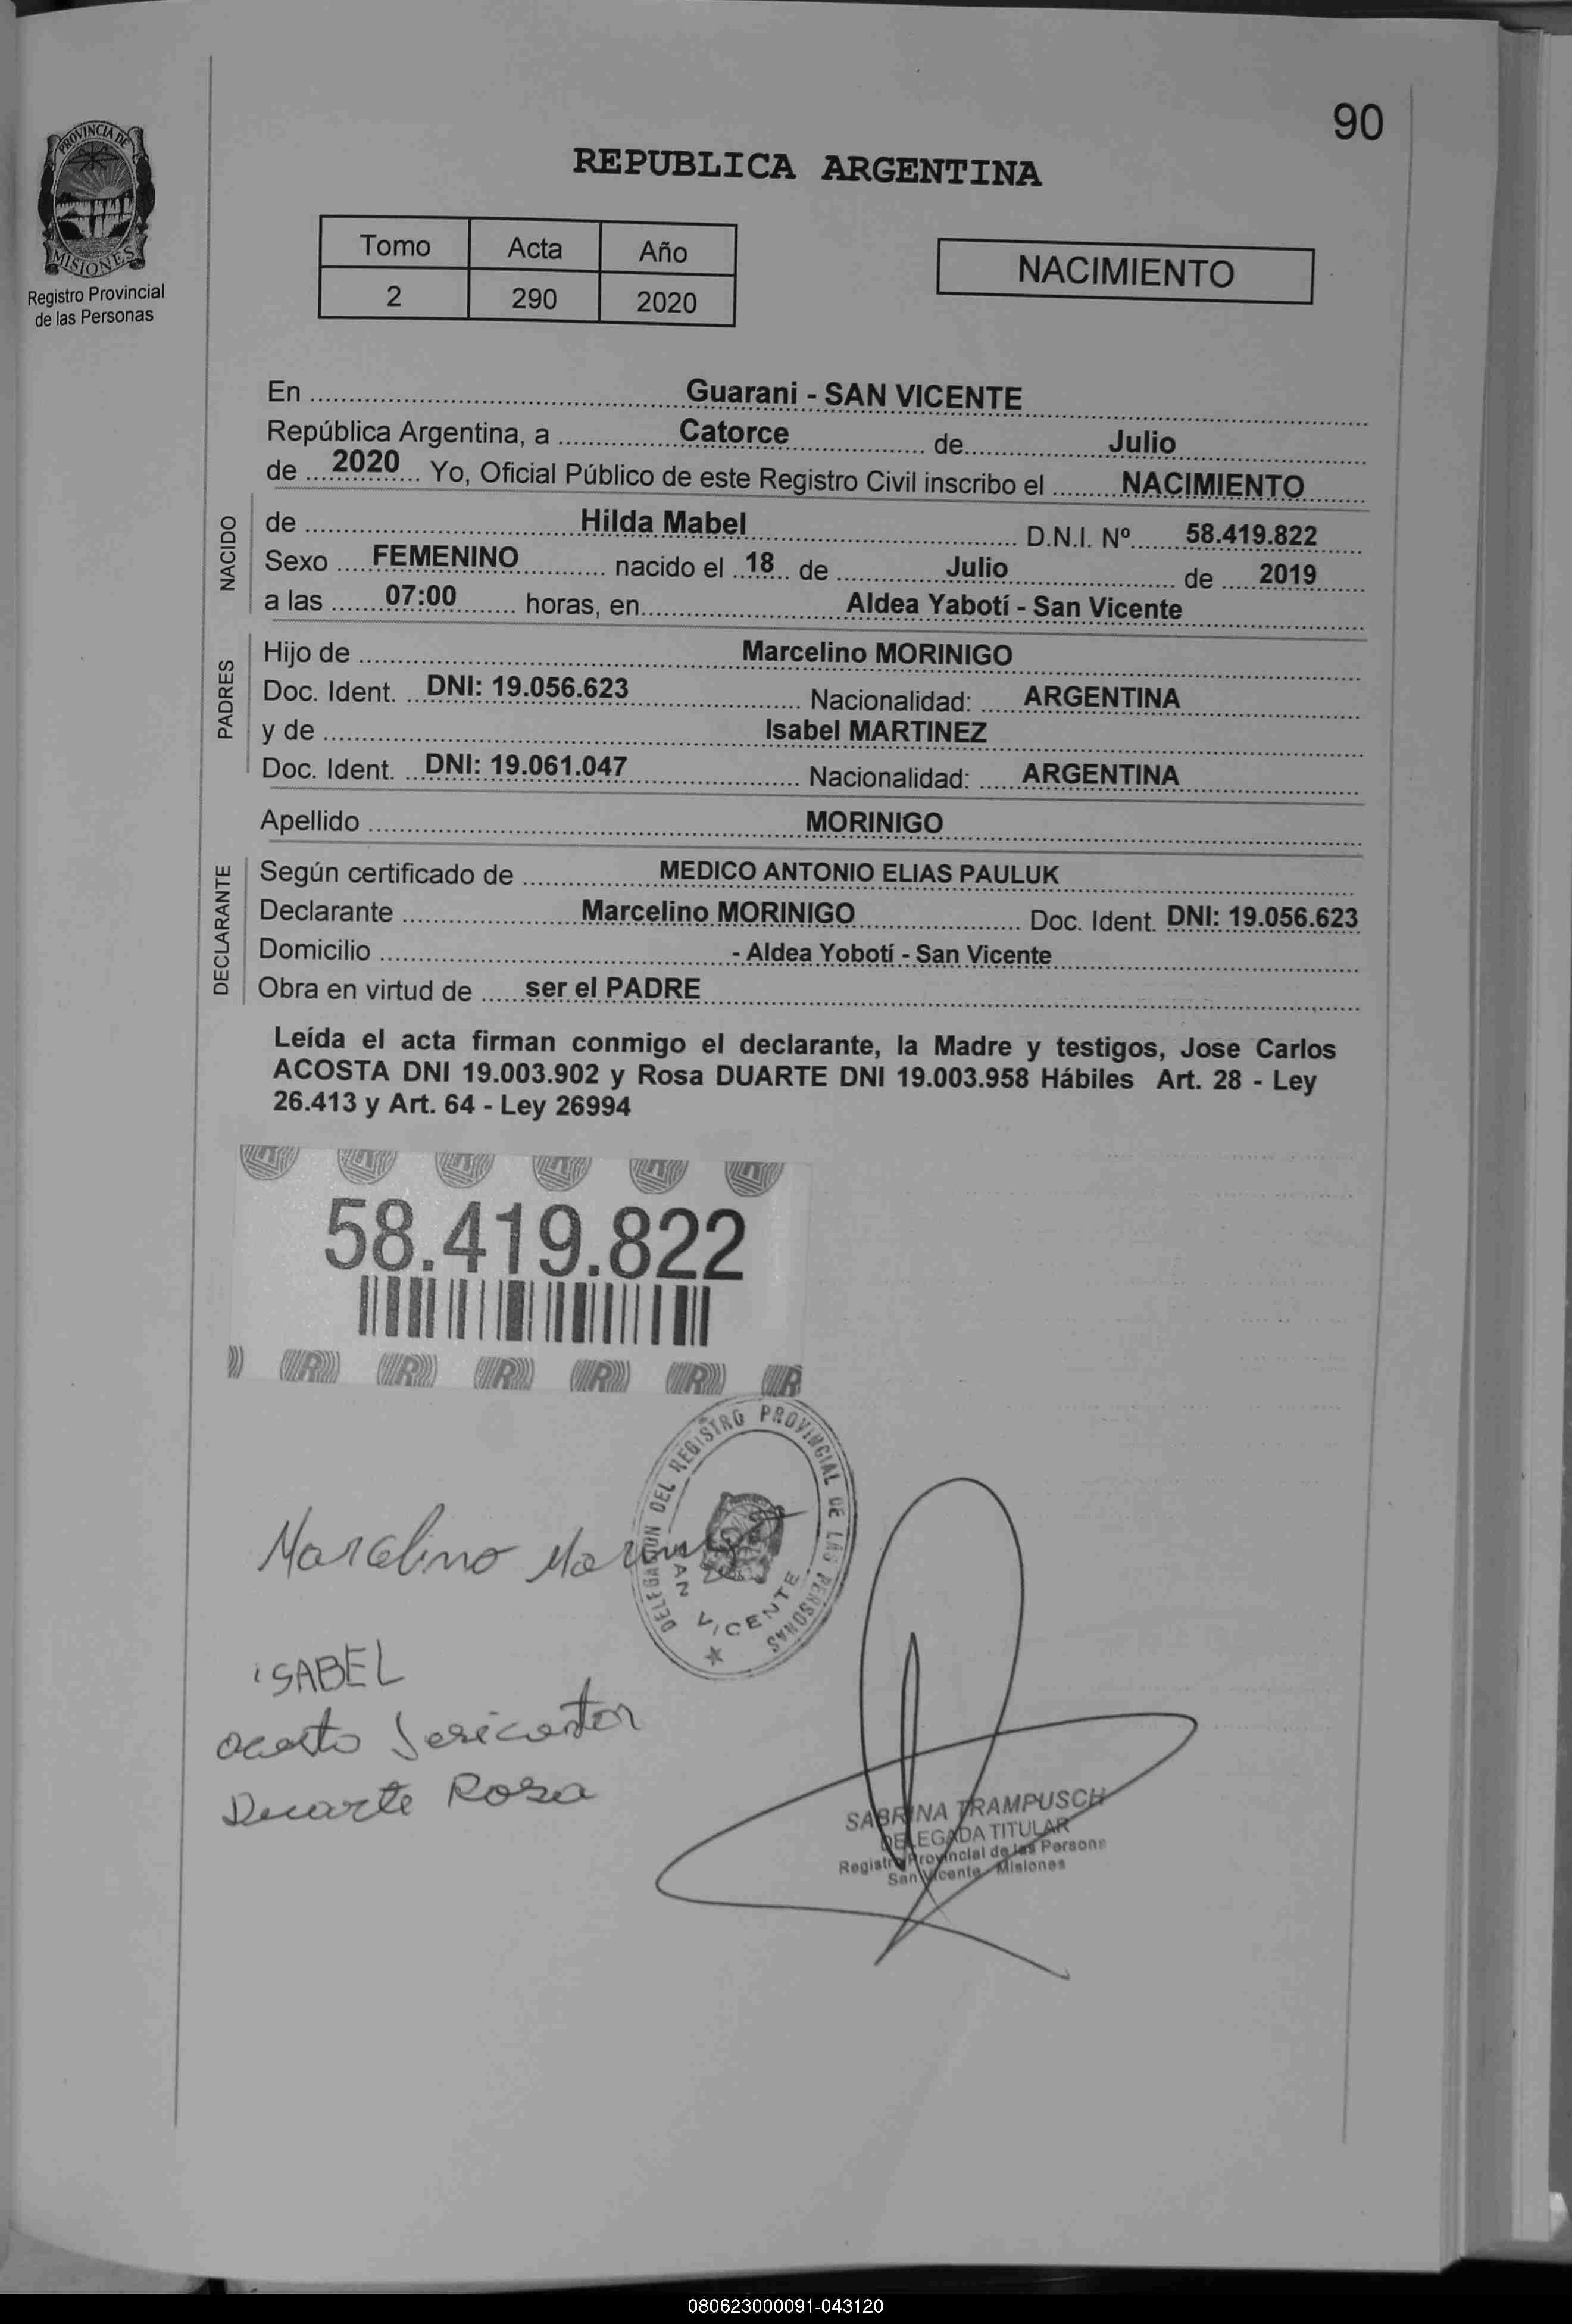 90
PROVINCIA DE
MISIONES
Registro Provincial
de las Personas
REPUBLICA ARGENTINA
Tomo Acta Año
2 290 2020
NACIMIENTO
En Guarani - SAN VICENTE
República Argentina, a Catorce de Julio
de 2020 Yo, Oficial Público de este Registro Civil inscribo el NACIMIENTO
NACIDO
de Hilda Mabel D.N.I. Nº 58.419.822
Sexo FEMENINO nacido el 18 de Julio de 2019
a las 07:00 horas, en Aldea Yabotí - San Vicente
PADRES
Hijo de Marcelino MORINIGO
Doc. Ident. DNI: 19.056.623 Nacionalidad: ARGENTINA
y de Isabel MARTINEZ
Doc. Ident. DNI: 19.061.047 Nacionalidad: ARGENTINA
Apellido MORINIGO
DECLARANTE
Según certificado de MEDICO ANTONIO ELIAS PAULUK
Declarante Marcelino MORINIGO Doc. Ident. DNI: 19.056.623
Domicilio - Aldea Yobotí - San Vicente
Obra en virtud de ser el PADRE
Leída el acta firman conmigo el declarante, la Madre y testigos, Jose Carlos
ACOSTA DNI 19.003.902 y Rosa DUARTE DNI 19.003.958 Hábiles Art. 28 - Ley
26.413 y Art. 64 - Ley 26994
58.419.822
DELEGACION DEL REGISTRO PROVINCIAL DE LAS PERSONAS
SAN VICENTE
Marcelino
ISABEL
Duarte Rosa
SABRINA TRAMPUSCH
DELEGADA TITULAR
Registro Provincial de las Persona
San Vicente Misiones
080623000091-043120